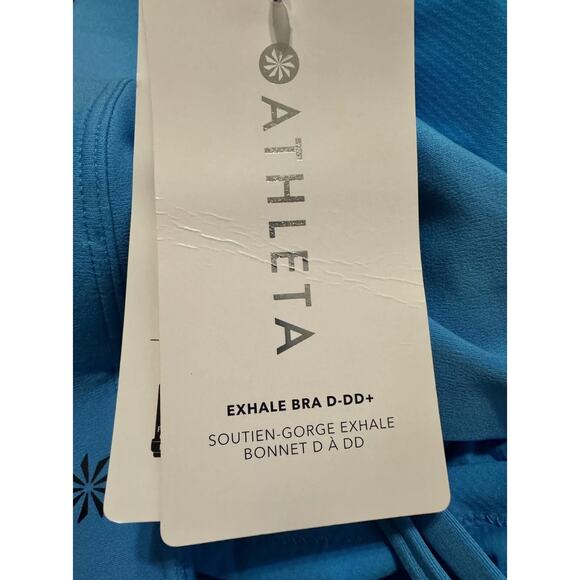 ATHLETA
EXHALE BRA D-DD+
SOUTIEN-GORGE EXHALE
BONNET D À DD